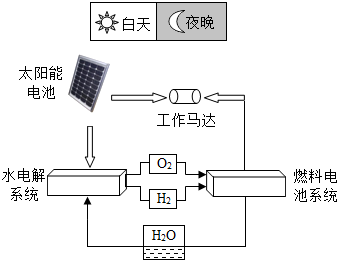 白天
夜晚
太阳能
电池
工作马达
水电解
系统
O₂
H₂
燃料电
池系统
H₂O